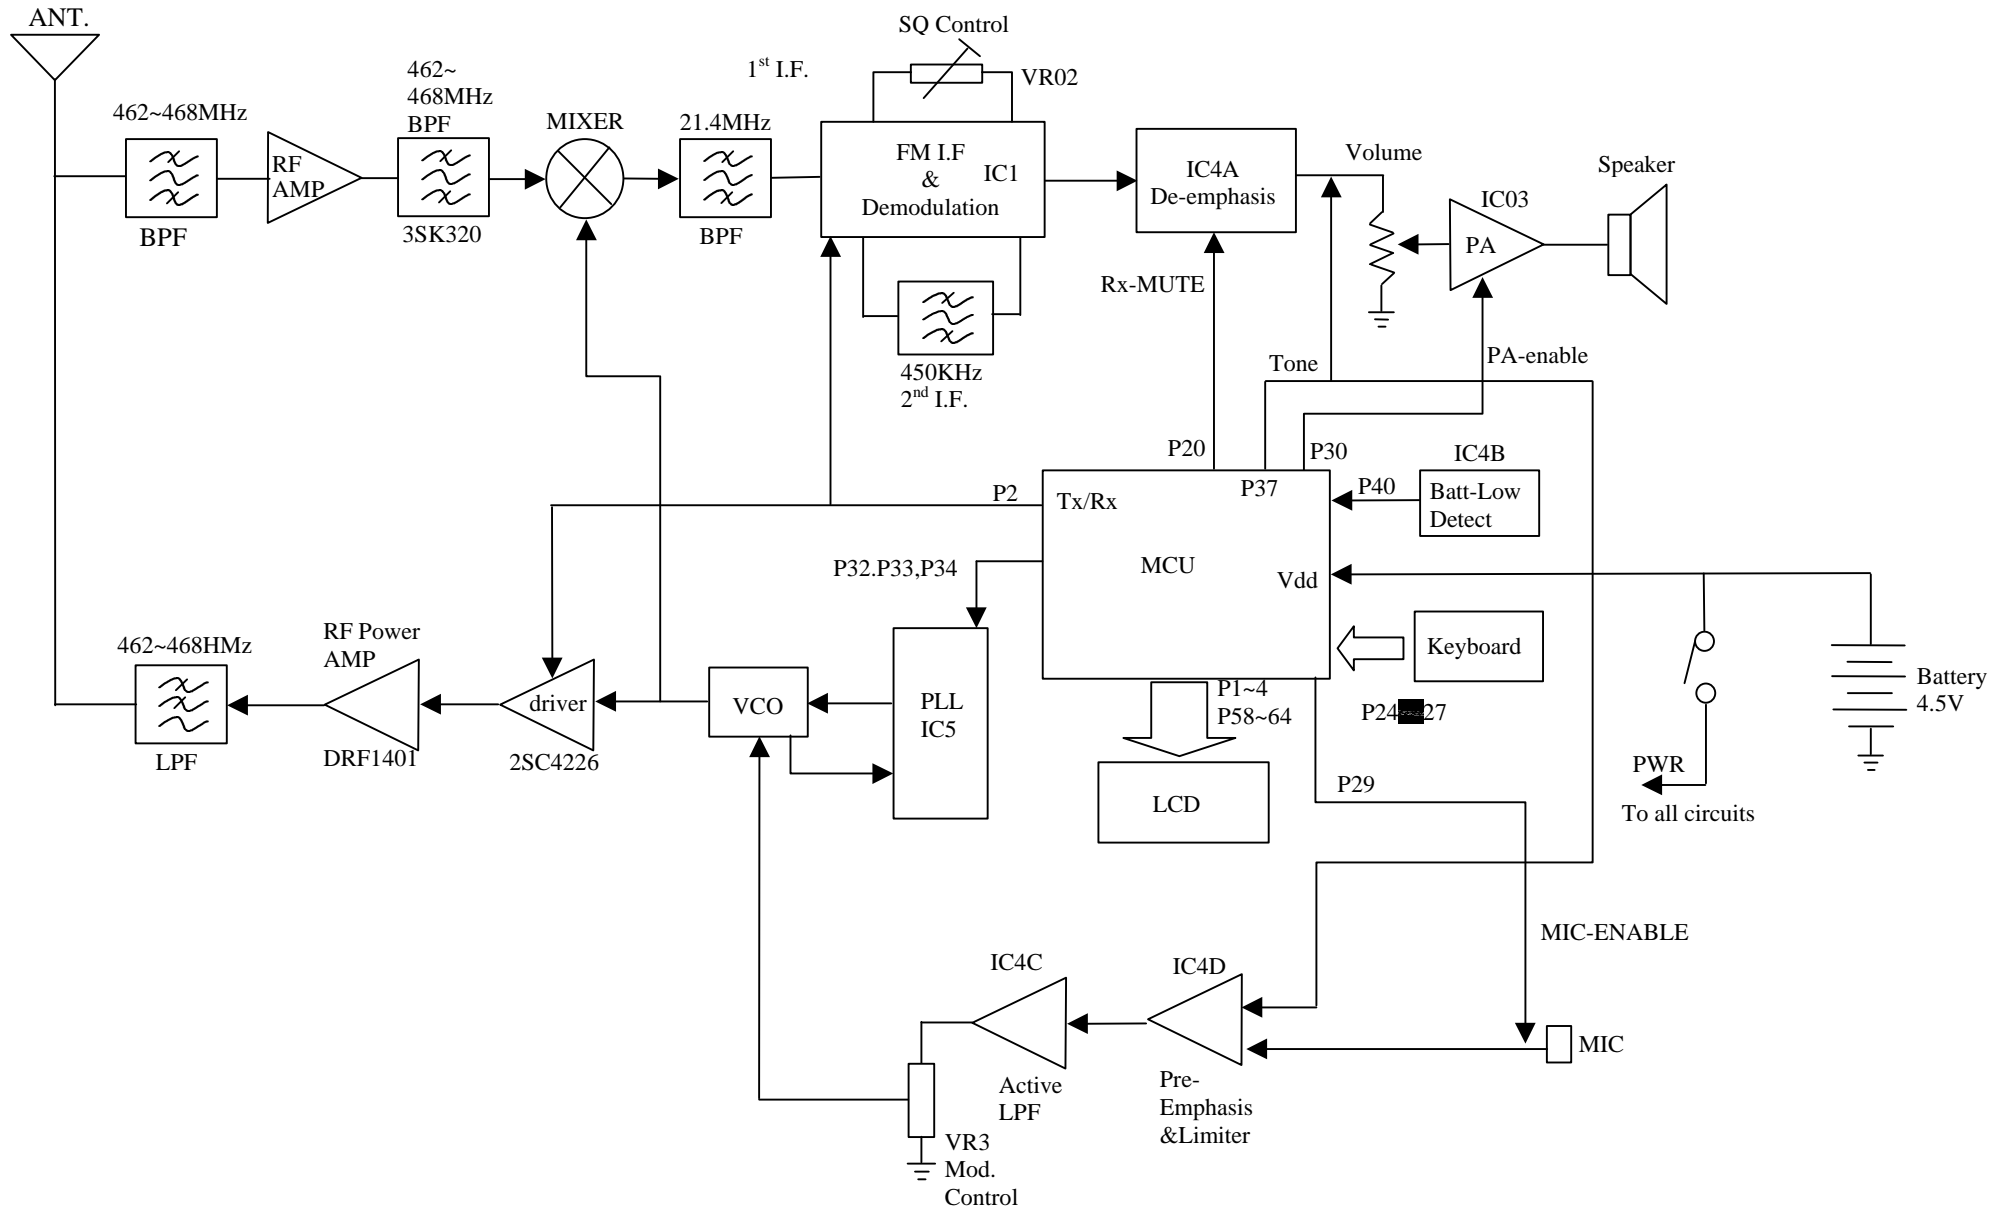 ANT.
SQ Control
462~
468MHz
BPF
1st I.F.
VR02
462~468MHz
MIXER
21.4MHz
RF
AMP
FM I.F
&
Demodulation
IC1
IC4A
De-emphasis
Volume
Speaker
IC03
PA
BPF
3SK320
BPF
Rx-MUTE
450KHz
2nd I.F.
Tone
PA-enable
P20
P30
IC4B
P2
Tx/Rx
P37
P40
Batt-Low
Detect
P32.P33,P34
MCU
Vdd
462~468HMz
RF Power
AMP
Keyboard
driver
VCO
PLL
IC5
P1~4
P58~64
P24
27
Battery
4.5V
LPF
DRF1401
2SC4226
LCD
P29
PWR
To all circuits
MIC-ENABLE
IC4C
IC4D
MIC
Active
LPF
Pre-
Emphasis
&Limiter
VR3
Mod.
Control